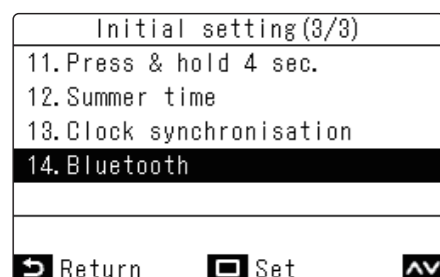 Initial setting(3/3)
11.Press & hold 4 sec.
12.Summer time
13.Clock synchronisation
14.Bluetooth
Return Set